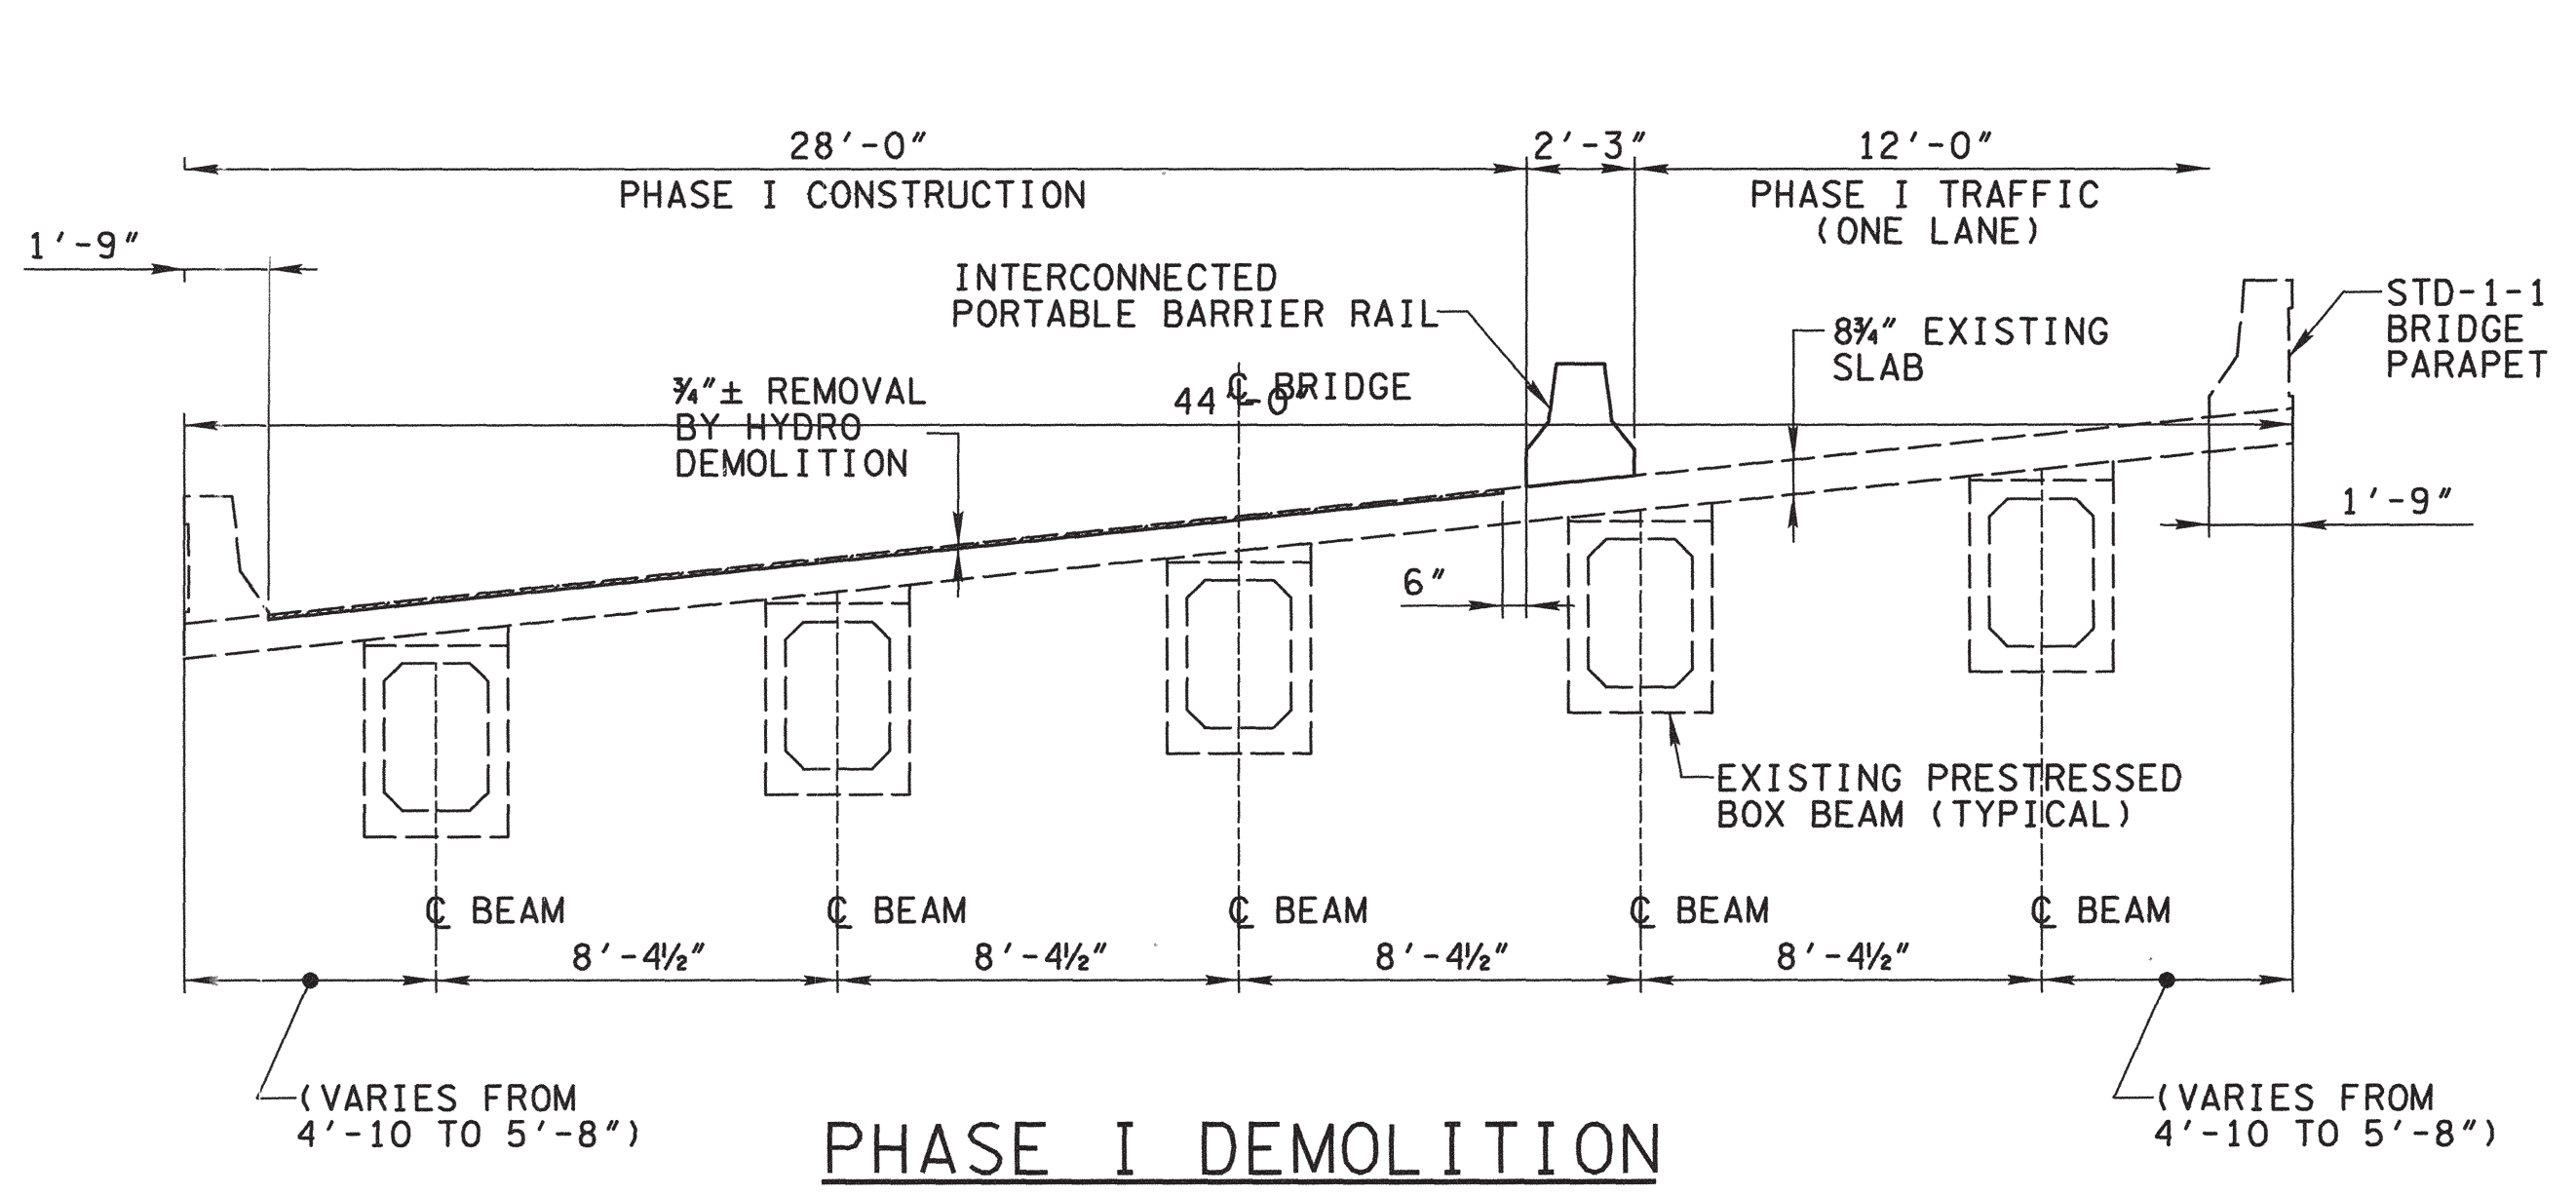 28'-0"
2'-3"
12'-0"
PHASE I CONSTRUCTION
PHASE I TRAFFIC
(ONE LANE)
1'-9"
INTERCONNECTED
PORTABLE BARRIER RAIL
STD-1-1
BRIDGE
PARAPET
8¾" EXISTING
SLAB
¾"± REMOVAL
BY HYDRO
DEMOLITION
℄ BRIDGE
44'-0"
1'-9"
6"
EXISTING PRESTRESSED
BOX BEAM (TYPICAL)
℄ BEAM
℄ BEAM
℄ BEAM
℄ BEAM
℄ BEAM
8'-4½"
8'-4½"
8'-4½"
8'-4½"
(VARIES FROM
4'-10 TO 5'-8")
(VARIES FROM
4'-10 TO 5'-8")
PHASE I DEMOLITION